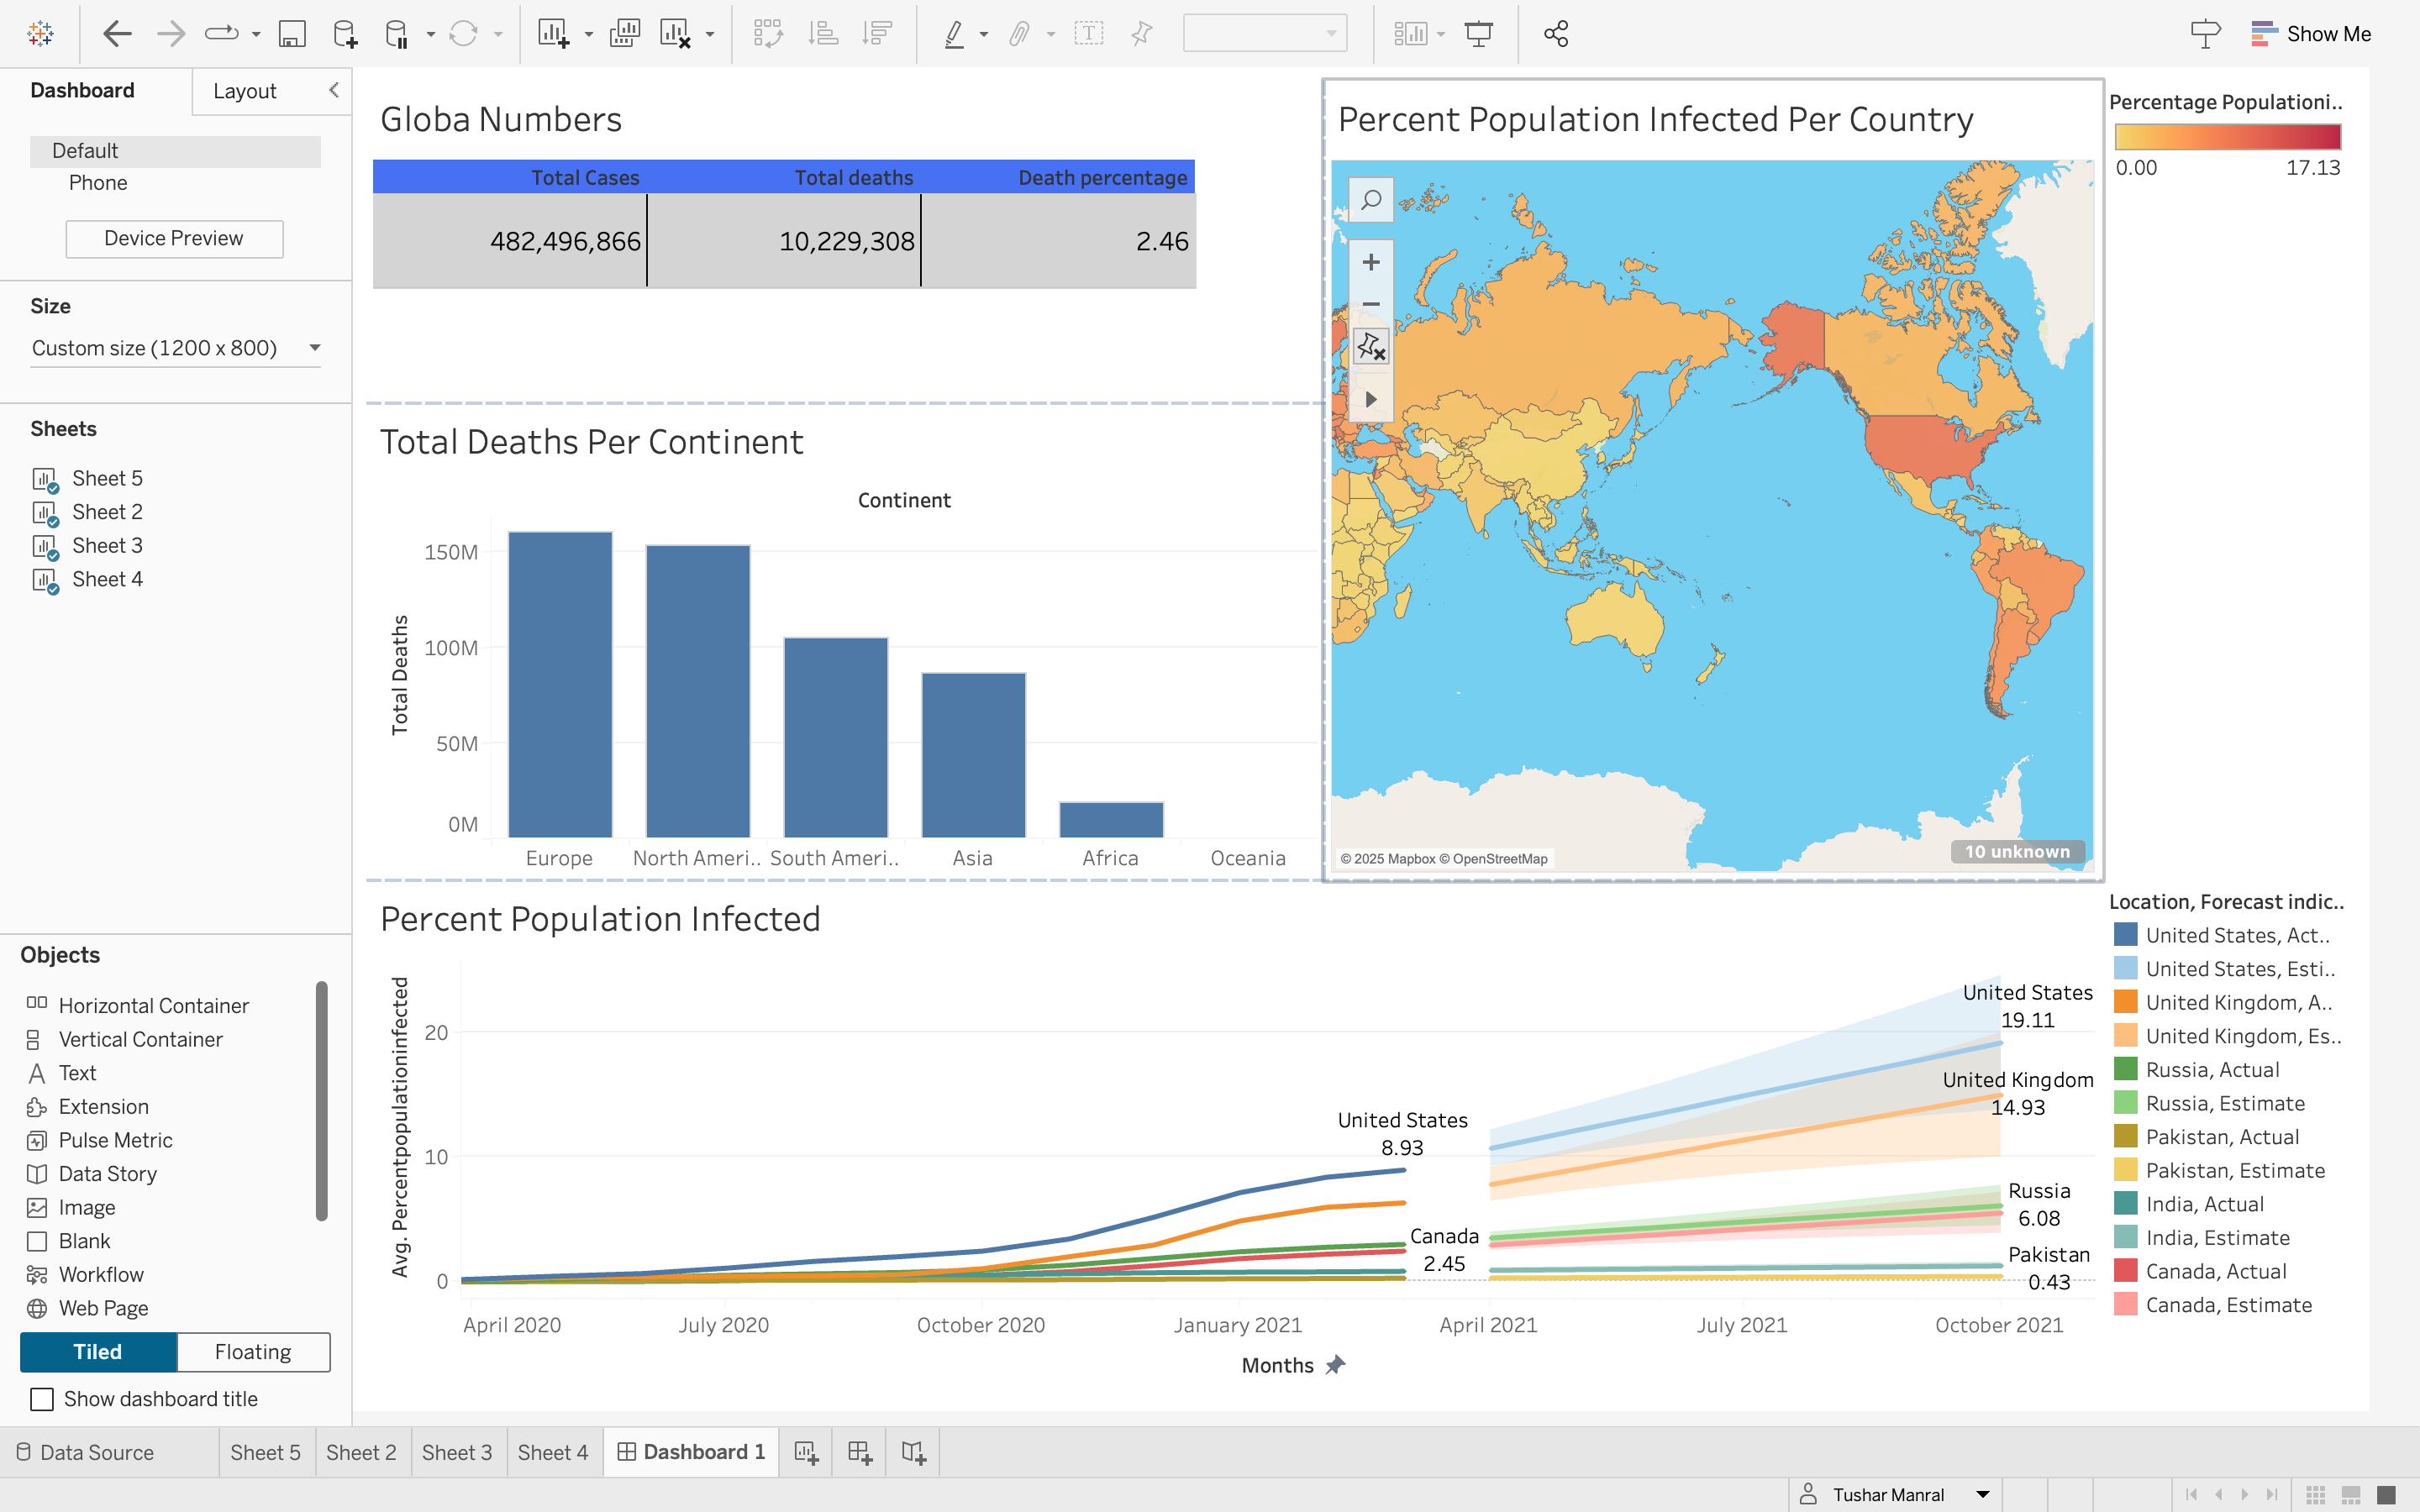 Show Me
Dashboard
Layout
Default
Phone
Device Preview
Size
Custom size (1200 x 800)
Sheets
Sheet 5
Sheet 2
Sheet 3
Sheet 4
Objects
Horizontal Container
Vertical Container
Text
Extension
Pulse Metric
Data Story
Image
Blank
Workflow
Web Page
Tiled
Floating
Show dashboard title
Globa Numbers
Total Cases Total deaths Death percentage
482,496,866 10,229,308 2.46
Total Deaths Per Continent
Continent
Total Deaths
150M
100M
50M
0M
Europe North Ameri.. South Ameri.. Asia Africa Oceania
Percent Population Infected Per Country
© 2025 Mapbox © OpenStreetMap
10 unknown
Percentage Populationi..
0.00 17.13
Percent Population Infected
Avg. Percentpopulationinfected
20
10
0
United States
8.93
Canada
2.45
United States
19.11
United Kingdom
14.93
Russia
6.08
Pakistan
0.43
April 2020 July 2020 October 2020 January 2021 April 2021 July 2021 October 2021
Months
Location, Forecast indic..
United States, Act..
United States, Esti..
United Kingdom, A..
United Kingdom, Es..
Russia, Actual
Russia, Estimate
Pakistan, Actual
Pakistan, Estimate
India, Actual
India, Estimate
Canada, Actual
Canada, Estimate
Data Source Sheet 5 Sheet 2 Sheet 3 Sheet 4 Dashboard 1
Tushar Manral